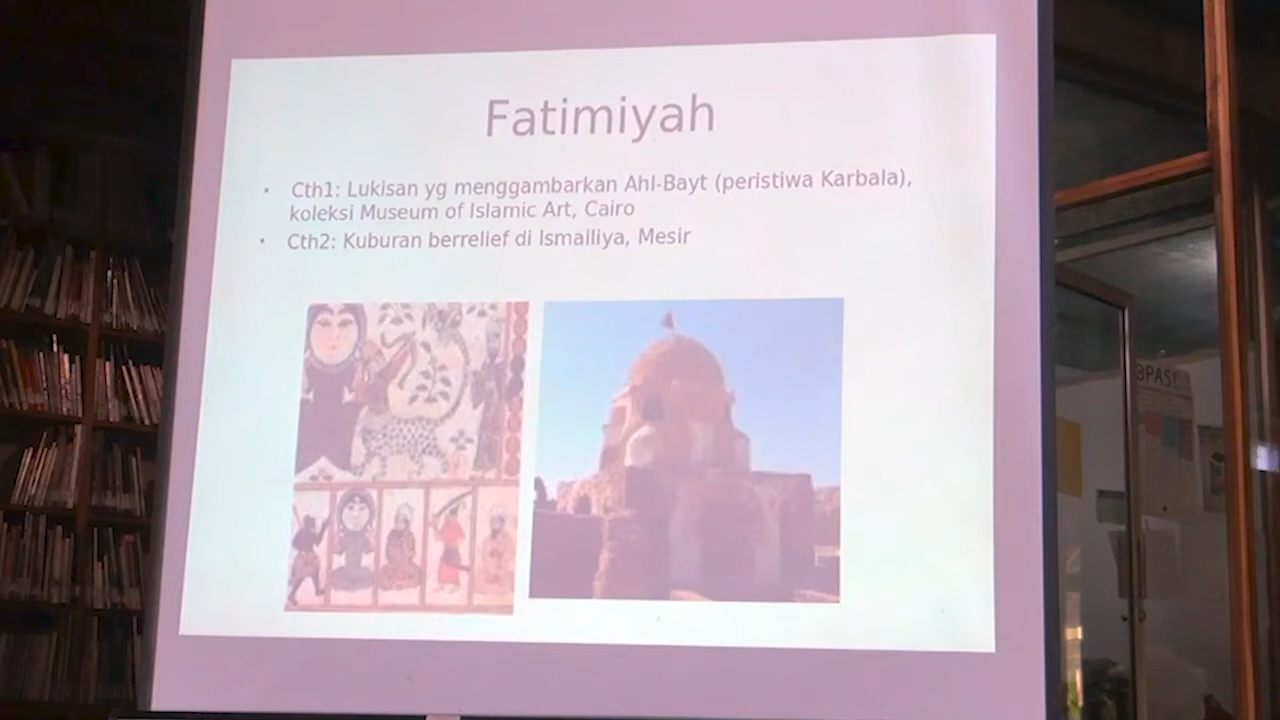 Fatimiyah
• Cth1: Lukisan yg menggambarkan Ahl-Bayt (peristiwa Karbala),
koleksi Museum of Islamic Art, Cairo
• Cth2: Kuburan berrelief di Ismailiya, Mesir